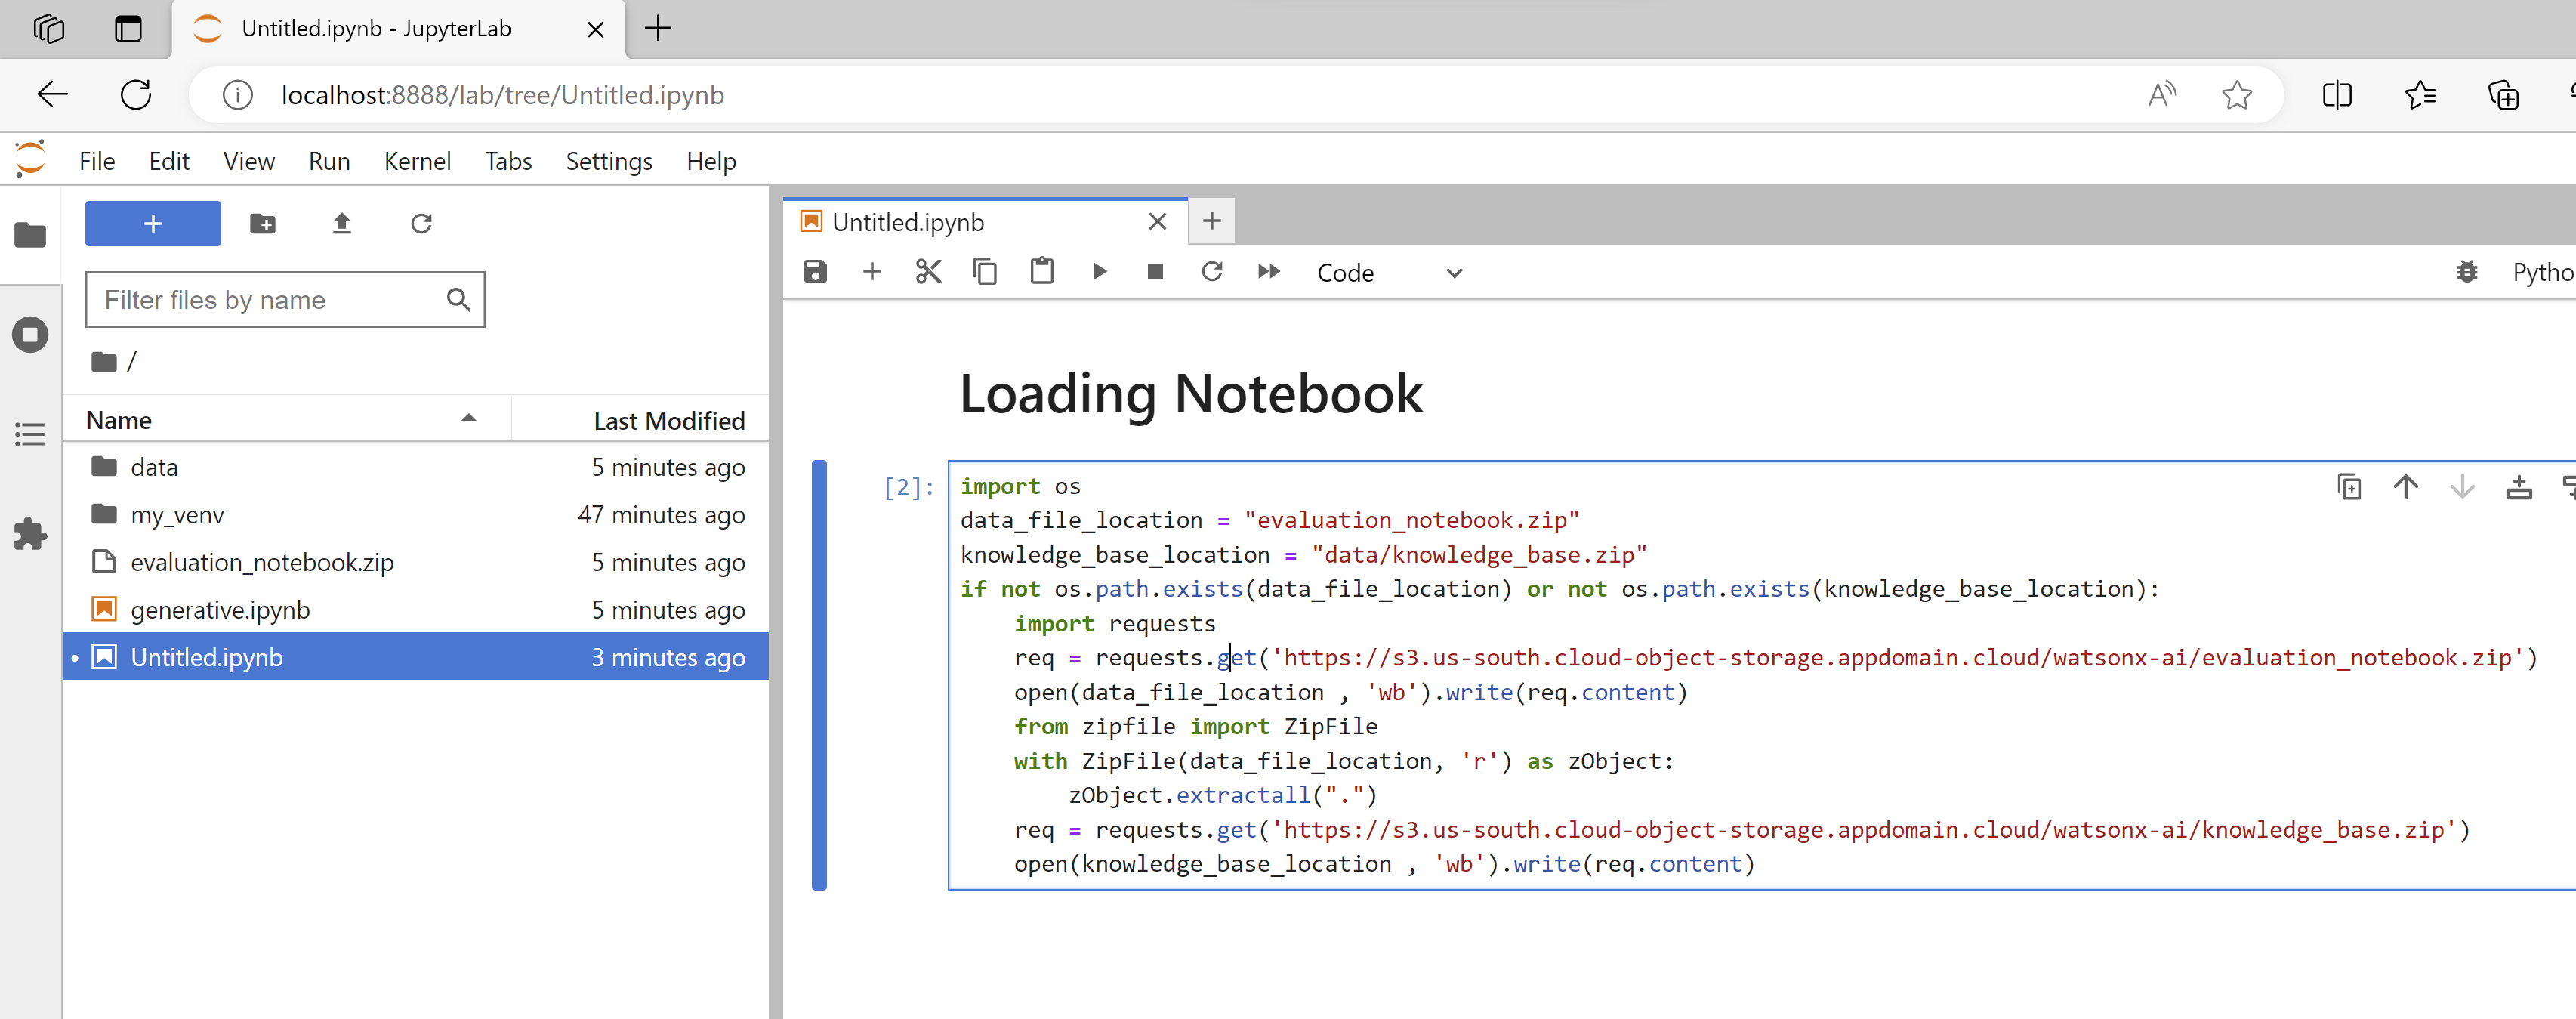 Untitled.ipynb - JupyterLab
localhost:8888/lab/tree/Untitled.ipynb
File Edit View Run Kernel Tabs Settings Help
Filter files by name
/
Name Last Modified
data 5 minutes ago
my_venv 47 minutes ago
evaluation_notebook.zip 5 minutes ago
generative.ipynb 5 minutes ago
Untitled.ipynb 3 minutes ago
Untitled.ipynb
Code
Pytho
Loading Notebook
[2]:
import os
data_file_location = "evaluation_notebook.zip"
knowledge_base_location = "data/knowledge_base.zip"
if not os.path.exists(data_file_location) or not os.path.exists(knowledge_base_location):
    import requests
    req = requests.get('https://s3.us-south.cloud-object-storage.appdomain.cloud/watsonx-ai/evaluation_notebook.zip')
    open(data_file_location , 'wb').write(req.content)
    from zipfile import ZipFile
    with ZipFile(data_file_location, 'r') as zObject:
        zObject.extractall(".")
    req = requests.get('https://s3.us-south.cloud-object-storage.appdomain.cloud/watsonx-ai/knowledge_base.zip')
    open(knowledge_base_location , 'wb').write(req.content)